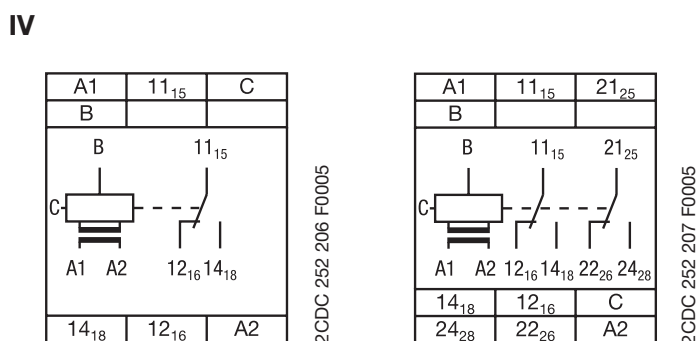 IV
A1 11₁₅ C
B
B 11₁₅
C
A1 A2 12₁₆ 14₁₈
14₁₈ 12₁₆ A2
2CDC 252 206 F0005
A1 11₁₅ 21₂₅
B
B 11₁₅ 21₂₅
C
A1 A2 12₁₆ 14₁₈ 22₂₆ 24₂₈
14₁₈ 12₁₆ C
24₂₈ 22₂₆ A2
2CDC 252 207 F0005